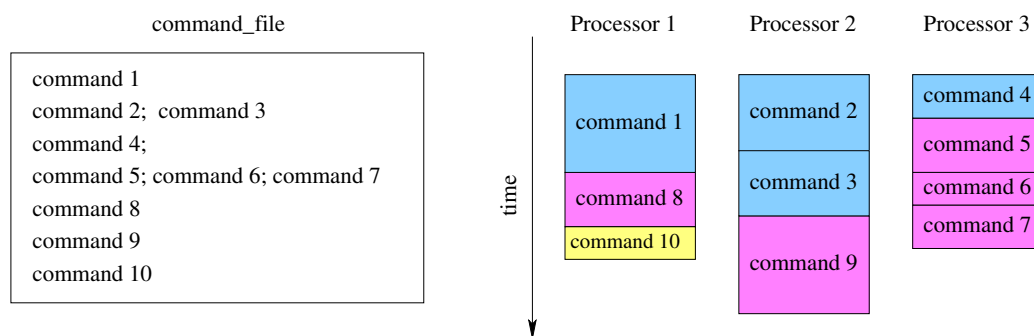 command_file
command 1
command 2; command 3
command 4;
command 5; command 6; command 7
command 8
command 9
command 10
time
Processor 1
Processor 2
Processor 3
command 1
command 8
command 10
command 2
command 3
command 9
command 4
command 5
command 6
command 7